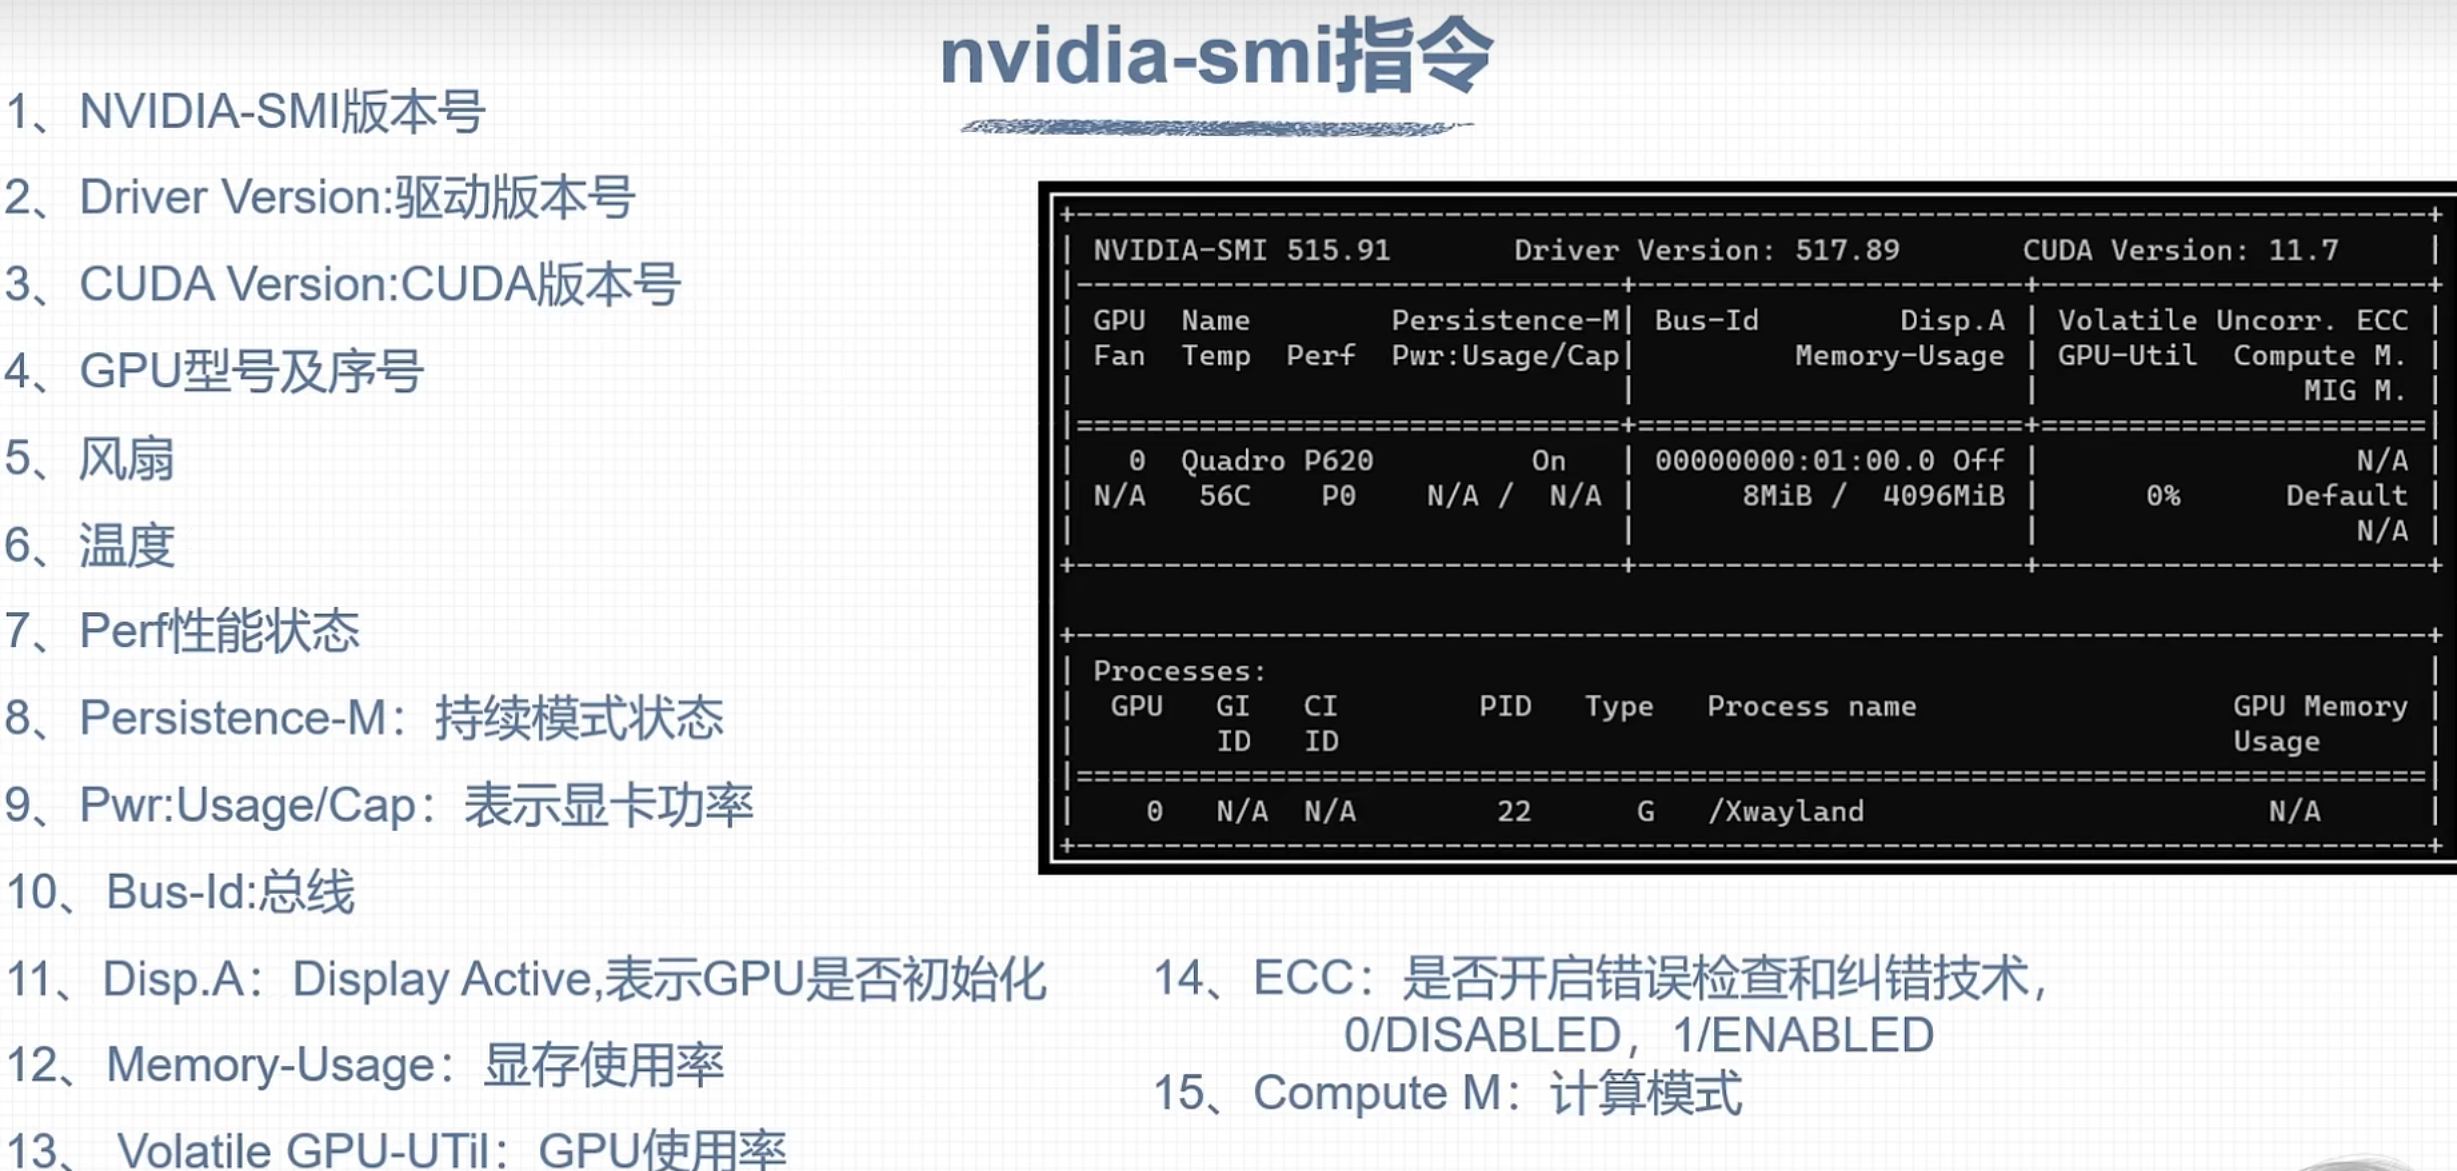 nvidia-smi指令
1、NVIDIA-SMI版本号
2、Driver Version:驱动版本号
3、CUDA Version:CUDA版本号
4、GPU型号及序号
5、风扇
6、温度
7、Perf性能状态
8、Persistence-M：持续模式状态
9、Pwr:Usage/Cap：表示显卡功率
10、Bus-Id:总线
11、Disp.A：Display Active,表示GPU是否初始化
12、Memory-Usage：显存使用率
13、Volatile GPU-UTil：GPU使用率
NVIDIA-SMI 515.91 Driver Version: 517.89 CUDA Version: 11.7
GPU Name Persistence-M| Bus-Id Disp.A | Volatile Uncorr. ECC
Fan Temp Perf Pwr:Usage/Cap| Memory-Usage | GPU-Util Compute M.
MIG M.
0 Quadro P620 On | 00000000:01:00.0 Off | N/A
N/A 56C P0 N/A / N/A | 8MiB / 4096MiB | 0% Default
N/A
Processes:
GPU GI CI PID Type Process name GPU Memory
ID ID Usage
0 N/A N/A 22 G /Xwayland N/A
14、ECC：是否开启错误检查和纠错技术,
0/DISABLED，1/ENABLED
15、Compute M：计算模式